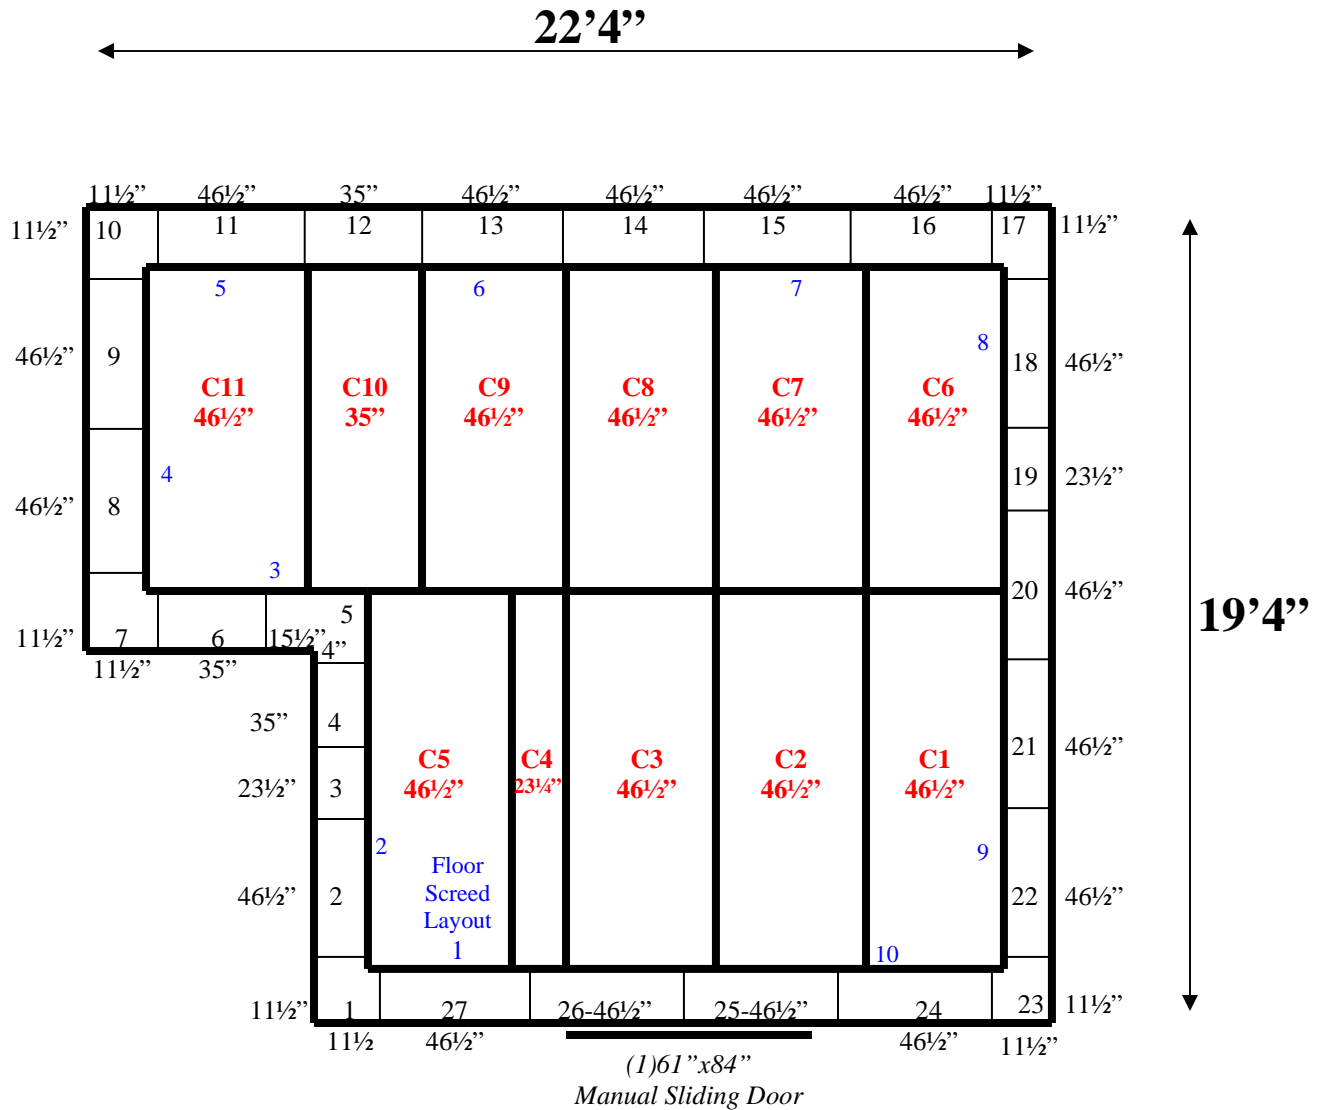 22’4”
11½” 46½” 35” 46½” 46½” 46½” 46½” 11½”
11½” 10 11 12 13 14 15 16 17 11½”
5 6 7
8
46½” 9 18 46½”
C11 C10 C9 C8 C7 C6
46½” 35” 46½” 46½” 46½” 46½”
4 19 23½”
46½” 8
3
20 46½”
19’4”
5
11½” 7 6 15½” 4”
11½” 35”
35” 4
21 46½”
C5 C4 C3 C2 C1
46½” 23¼” 46½” 46½” 46½”
23½” 3
2 9
Floor
Screed
Layout
1
46½” 2 22 46½”
10
11½” 1 27 26-46½” 25-46½” 24 23 11½”
11½ 46½” 46½” 11½”
(1)61”x84”
Manual Sliding Door